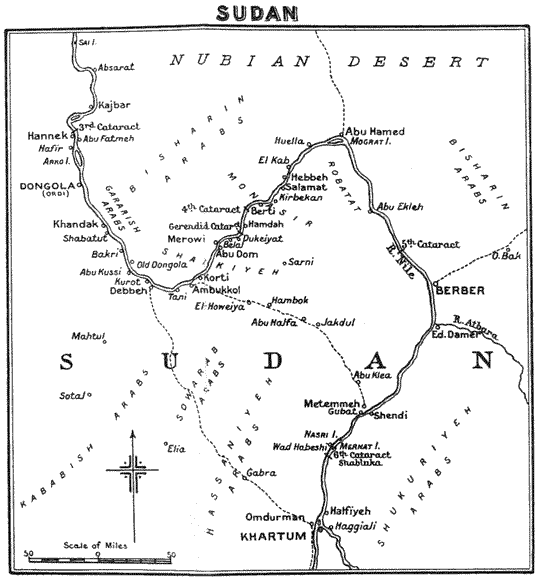 SUDAN
SAI I.
Absarat
NUBIAN DESERT
Kajbar
3rd Cataract
Hannek
Abu Fatmeh
Hafir
ARKO I.
BISHARIN
ARABS
Abu Hamed
MOGRAT I.
Huella
BISHARIN
ARABS
El Kab
Hebbeh
Salamat
Kirbekan
ROBATAT
MONASIR
DONGOLA
(ORDI)
GARARISH
ARABS
4th Cataract
Berti
Abu Ekleh
Khandak
Shabatut
Gerendid Catart
Hamdah
Merowi
Dukeiyat
Belal
Abu Dom
5th Cataract
R. Nile
O. Bak
Bakri
Old Dongola
SHAIKIYEH
Sarni
Abu Kussi
Kurot
Debbeh
Tani
Korti
Ambukkol
BERBER
El-Howeiya
Hambok
Abu Halfa
Jakdul
R. Atbara
Ed. Damer
Mahtul
SUDAN
Abu Klea
Sotal
SOWARAB
ARABS
Metemmeh
Gubat
Shendi
KABABISH ARABS
HASSANIYEH
ARABS
SHUKURIYEH
ARABS
NASRI I.
Wad Habeshi
MERNAT I.
6th Cataract
Shabluka
Elia
Gabra
Omdurman
Halfiyeh
Haggiali
KHARTUM
Scale of Miles
50 0 50